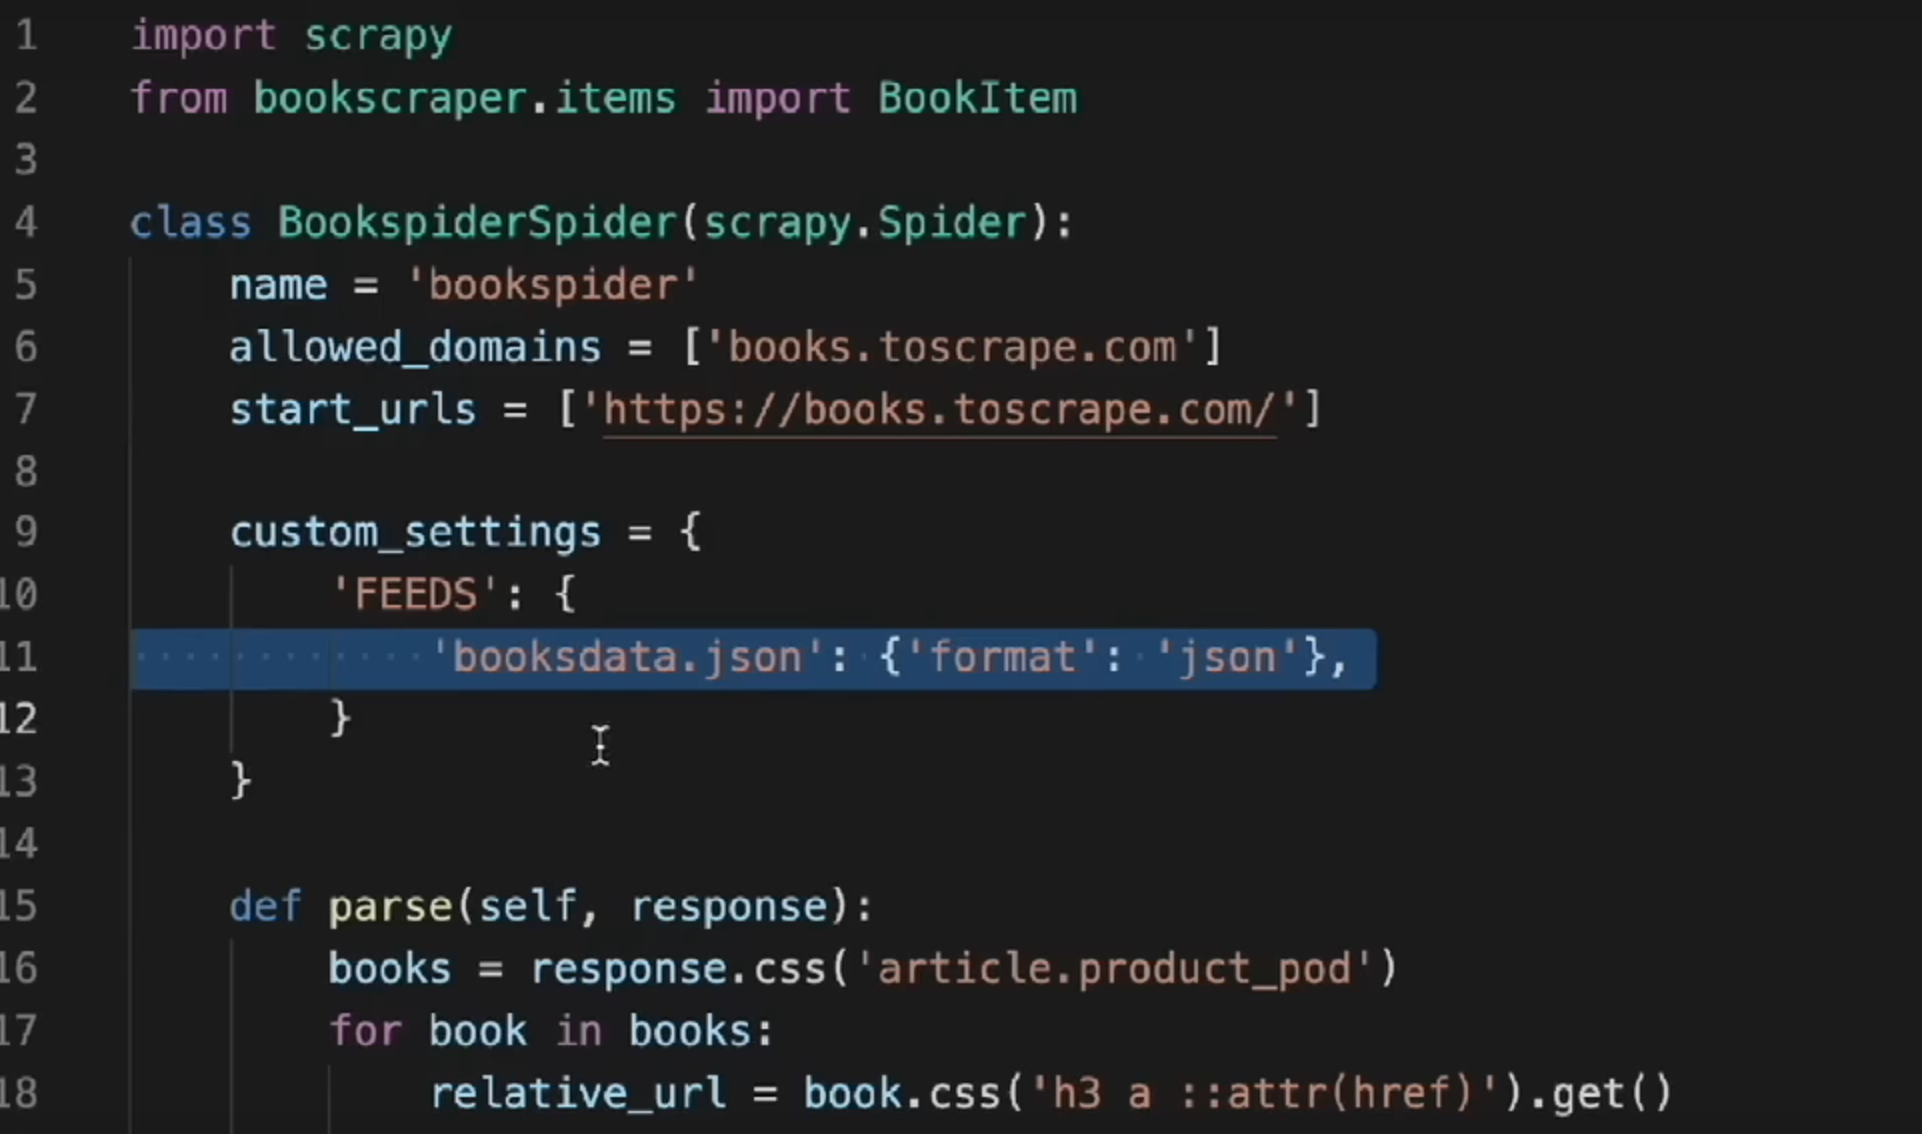 1 import scrapy
2 from bookscraper.items import BookItem
3
4 class BookspiderSpider(scrapy.Spider):
5     name = 'bookspider'
6     allowed_domains = ['books.toscrape.com']
7     start_urls = ['https://books.toscrape.com/']
8
9     custom_settings = {
10         'FEEDS': {
11             'booksdata.json': {'format': 'json'},
12         }
13     }
14
15     def parse(self, response):
16         books = response.css('article.product_pod')
17         for book in books:
18             relative_url = book.css('h3 a ::attr(href)').get()